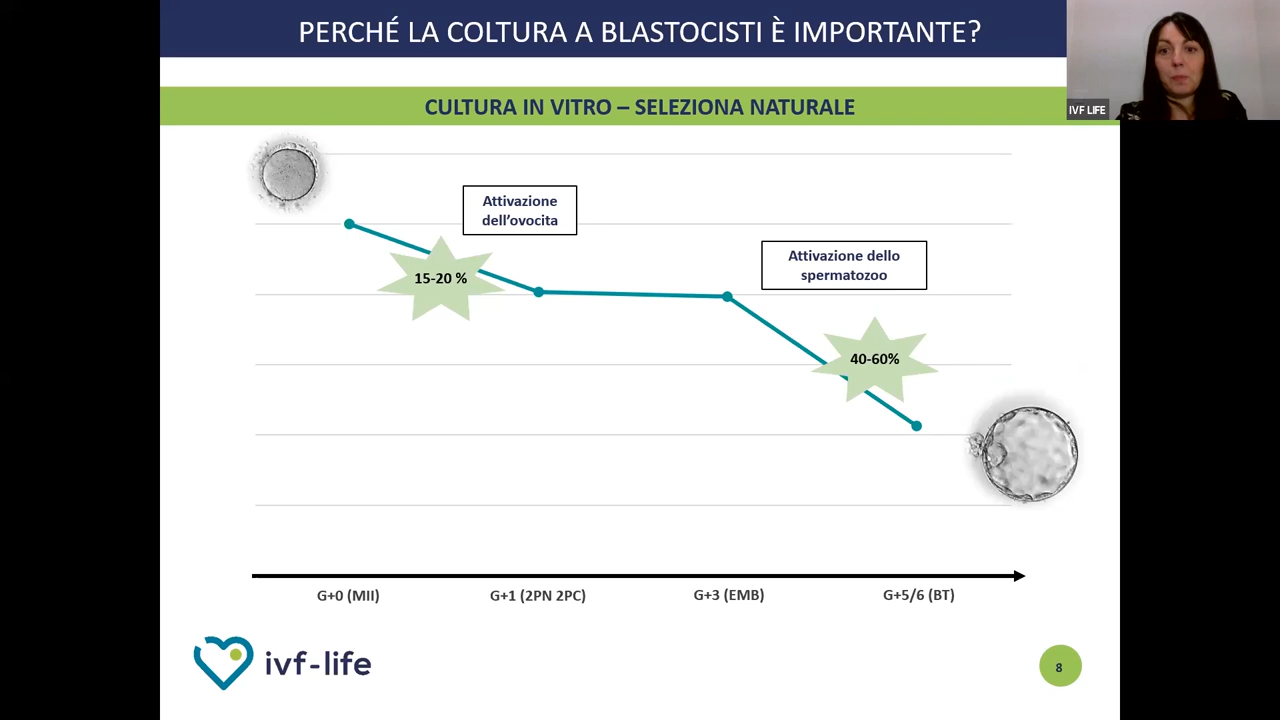 PERCHÉ LA COLTURA A BLASTOCISTI È IMPORTANTE?
IVF LIFE
CULTURA IN VITRO – SELEZIONA NATURALE
Attivazione
dell’ovocita
15-20 %
Attivazione dello
spermatozoo
40-60%
G+0 (MII)
G+1 (2PN 2PC)
G+3 (EMB)
G+5/6 (BT)
ivf-life
8